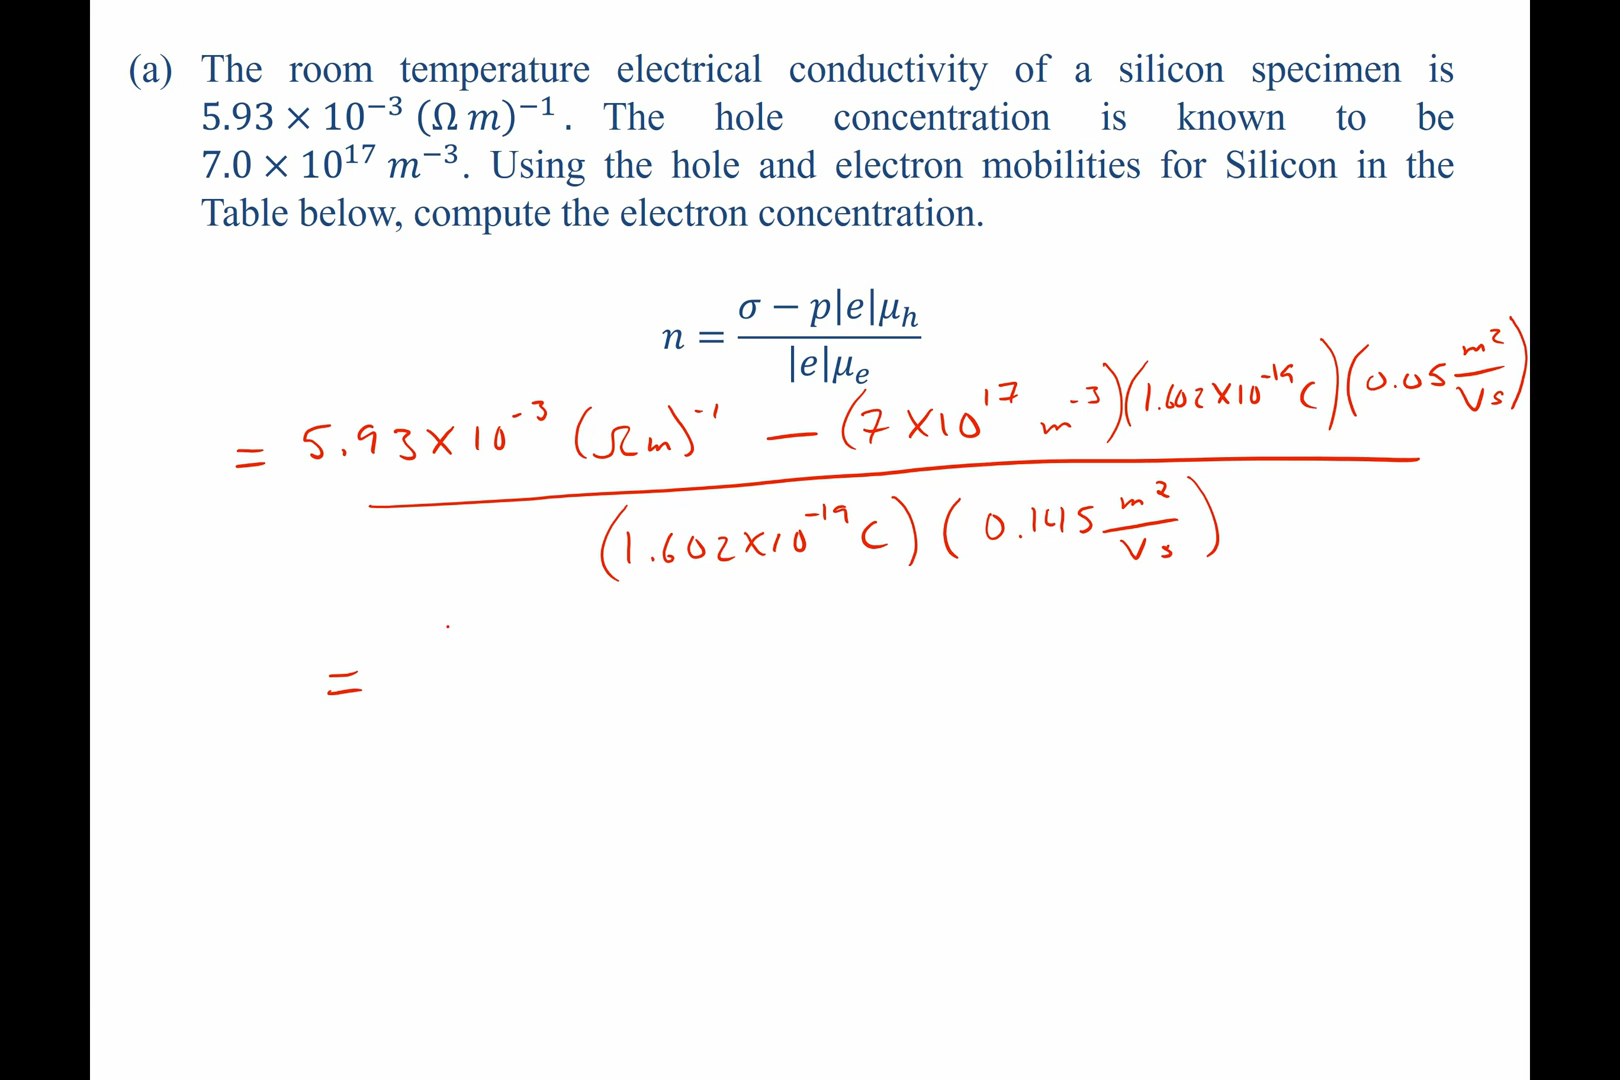 (a) The room temperature electrical conductivity of a silicon specimen is
5.93 × 10⁻³ (Ω m)⁻¹. The hole concentration is known to be
7.0 × 10¹⁷ m⁻³. Using the hole and electron mobilities for Silicon in the
Table below, compute the electron concentration.
n = (σ − p|e|μₕ) / (|e|μₑ)
= 5.93×10⁻³ (Ωm)⁻¹ − (7×10¹⁷ m⁻³)(1.602×10⁻¹⁹ C)(0.05 m²/Vs)
(1.602×10⁻¹⁹ C)(0.145 m²/Vs)
=